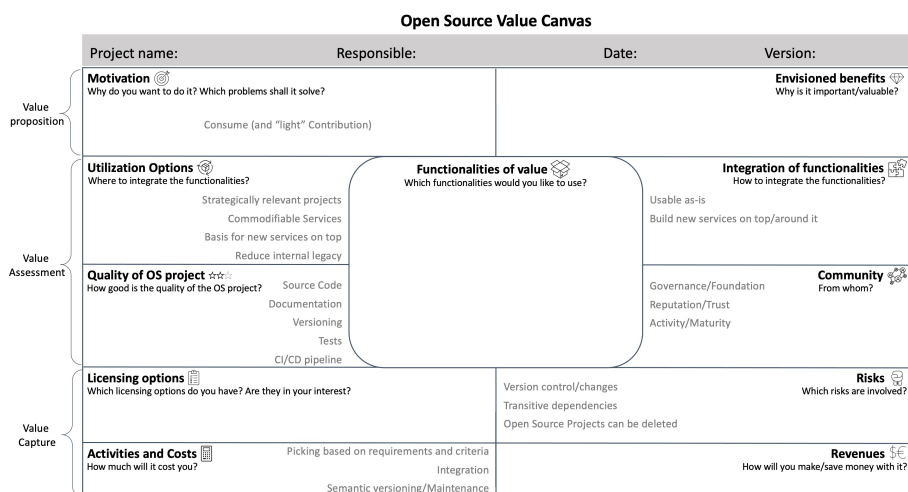 Open Source Value Canvas
Project name: Responsible: Date: Version:
Value
proposition
Motivation
Why do you want to do it? Which problems shall it solve?
Consume (and “light” Contribution)
Envisioned benefits
Why is it important/valuable?
Value
Assessment
Utilization Options
Where to integrate the functionalities?
Strategically relevant projects
Commodifiable Services
Basis for new services on top
Reduce internal legacy
Functionalities of value
Which functionalities would you like to use?
Integration of functionalities
How to integrate the functionalities?
Usable as-is
Build new services on top/around it
Quality of OS project
How good is the quality of the OS project?
Source Code
Documentation
Versioning
Tests
CI/CD pipeline
Community
From whom?
Governance/Foundation
Reputation/Trust
Activity/Maturity
Value
Capture
Licensing options
Which licensing options do you have? Are they in your interest?
Risks
Which risks are involved?
Version control/changes
Transitive dependencies
Open Source Projects can be deleted
Activities and Costs
How much will it cost you?
Picking based on requirements and criteria
Integration
Semantic versioning/Maintenance
Revenues $€
How will you make/save money with it?